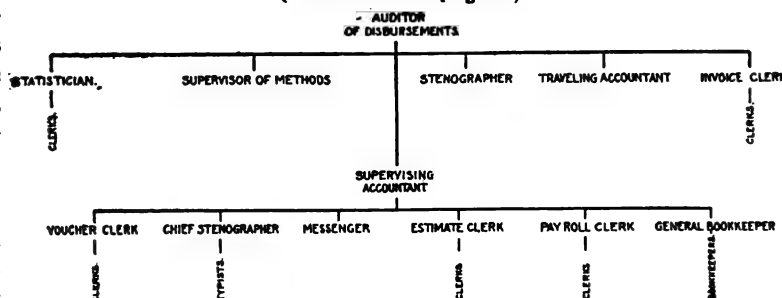 AUDITOR
OF DISBURSEMENTS
STATISTICIAN. SUPERVISOR OF METHODS STENOGRAPHER TRAVELING ACCOUNTANT INVOICE CLERK
CLERKS. CLERKS.
SUPERVISING
ACCOUNTANT
VOUCHER CLERK CHIEF STENOGRAPHER MESSENGER ESTIMATE CLERK PAY ROLL CLERK GENERAL BOOKKEEPER
CLERKS. TYPISTS. CLERKS CLERKS BOOKKEEPERS.